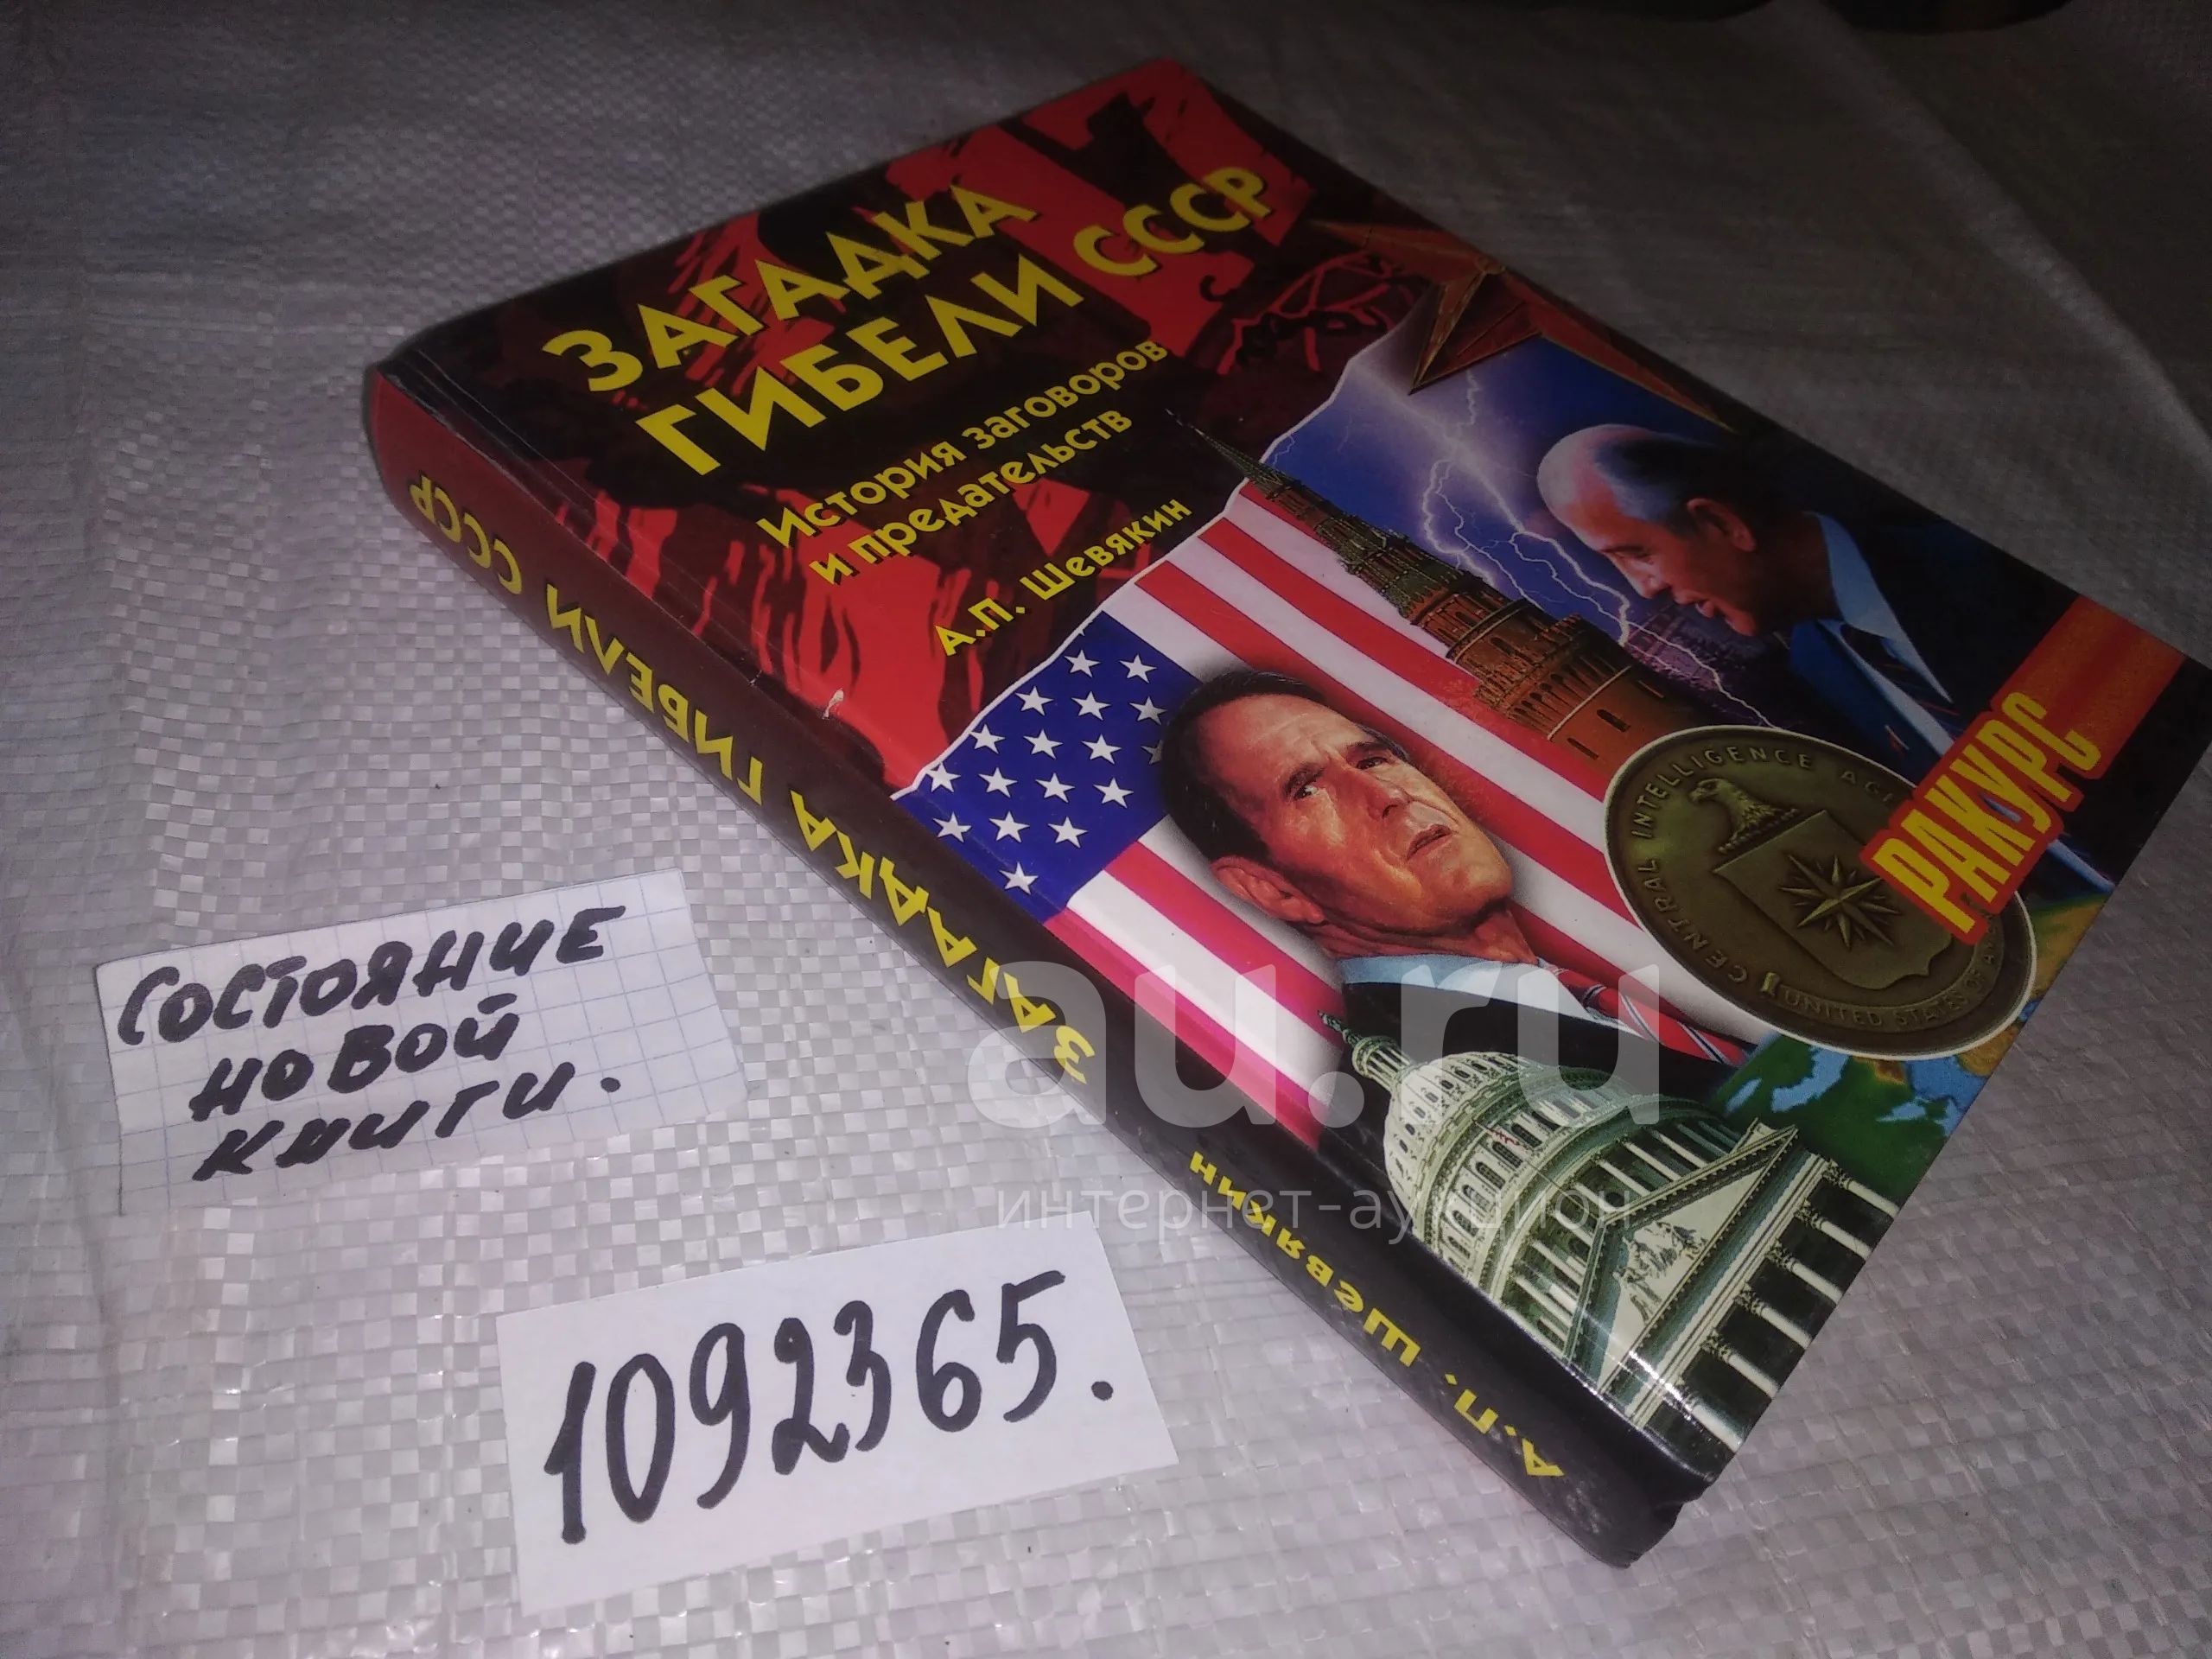 ЗАГАДКА
ГИБЕЛИ СССР
История заговоров
и предательств
А.П. Шевякин
CENTRAL INTELLIGENCE
UNITED STATES OF
РАКУРС
А.П. Шевякин ЗАГАДКА ГИБЕЛИ СССР
СОСТОЯНИЕ
НОВОЙ
КНИГИ.
1092365.
au.ru
интернет-аукцион